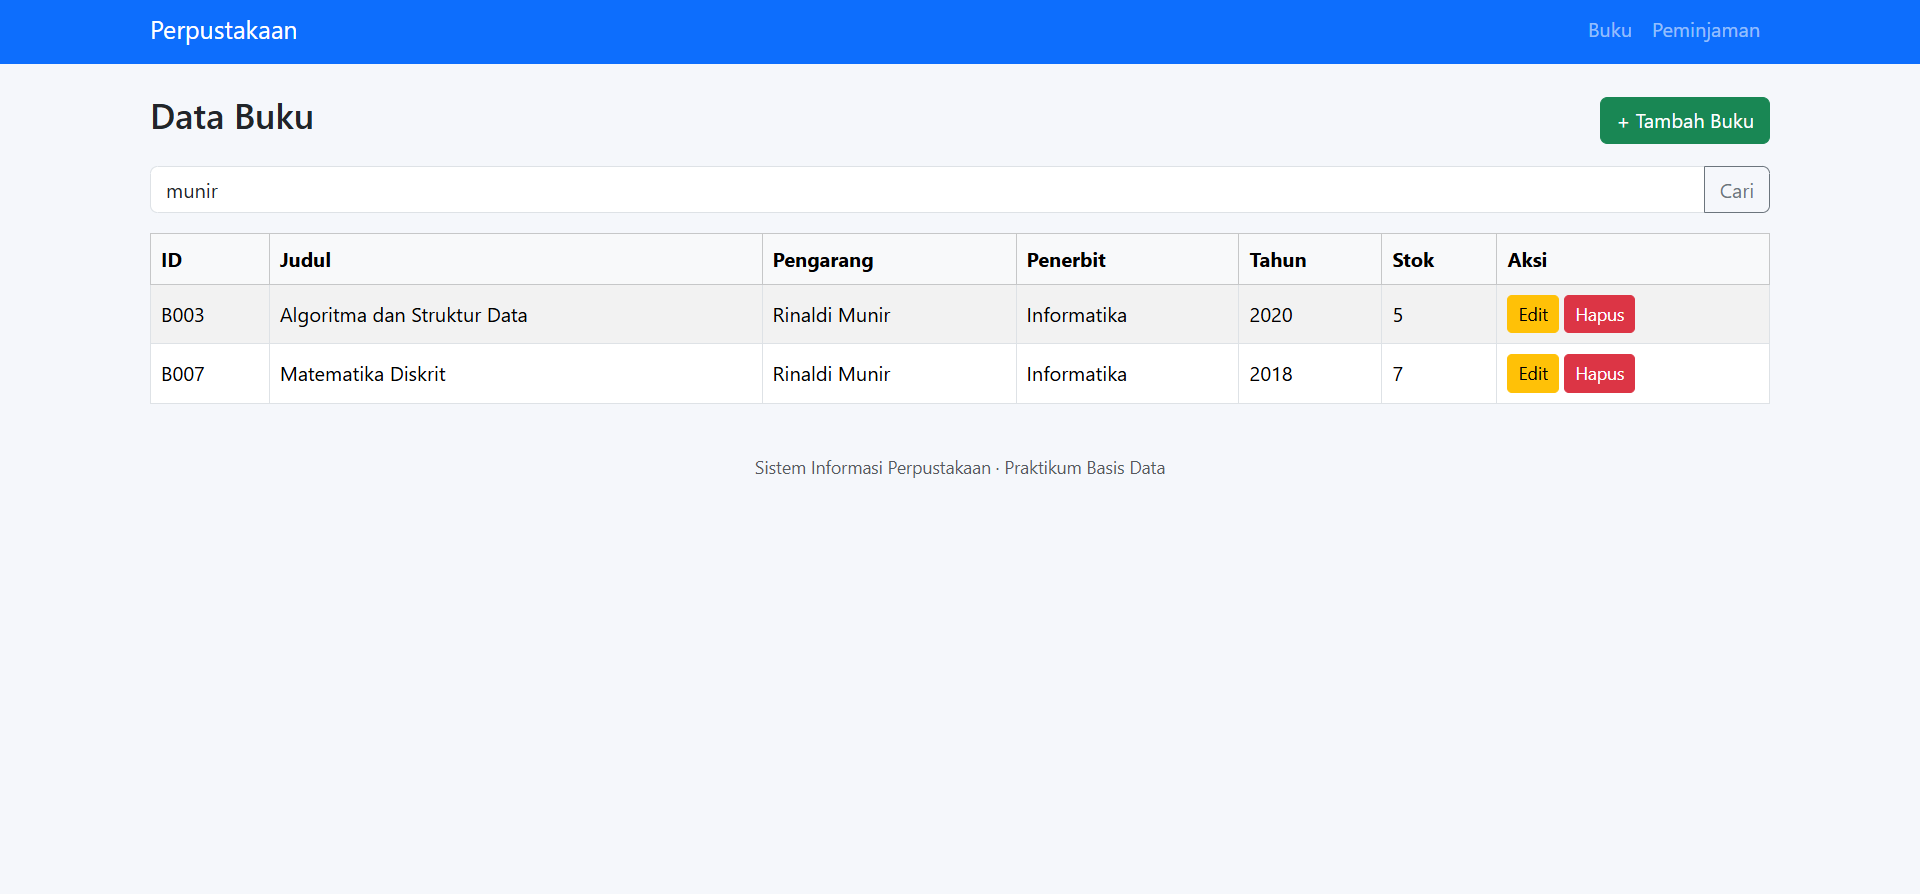 Perpustakaan Buku Peminjaman
Data Buku + Tambah Buku
munir Cari
ID Judul Pengarang Penerbit Tahun Stok Aksi
B003 Algoritma dan Struktur Data Rinaldi Munir Informatika 2020 5 Edit Hapus
B007 Matematika Diskrit Rinaldi Munir Informatika 2018 7 Edit Hapus
Sistem Informasi Perpustakaan · Praktikum Basis Data